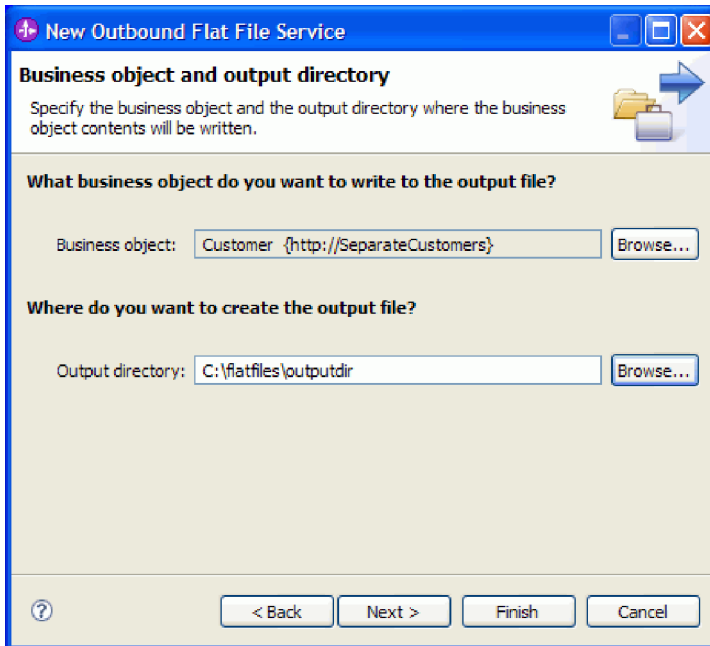 New Outbound Flat File Service
Business object and output directory
Specify the business object and the output directory where the business
object contents will be written.
What business object do you want to write to the output file?
Business object: Customer {http://SeparateCustomers} Browse...
Where do you want to create the output file?
Output directory: C:\flatfiles\outputdir Browse...
? < Back Next > Finish Cancel